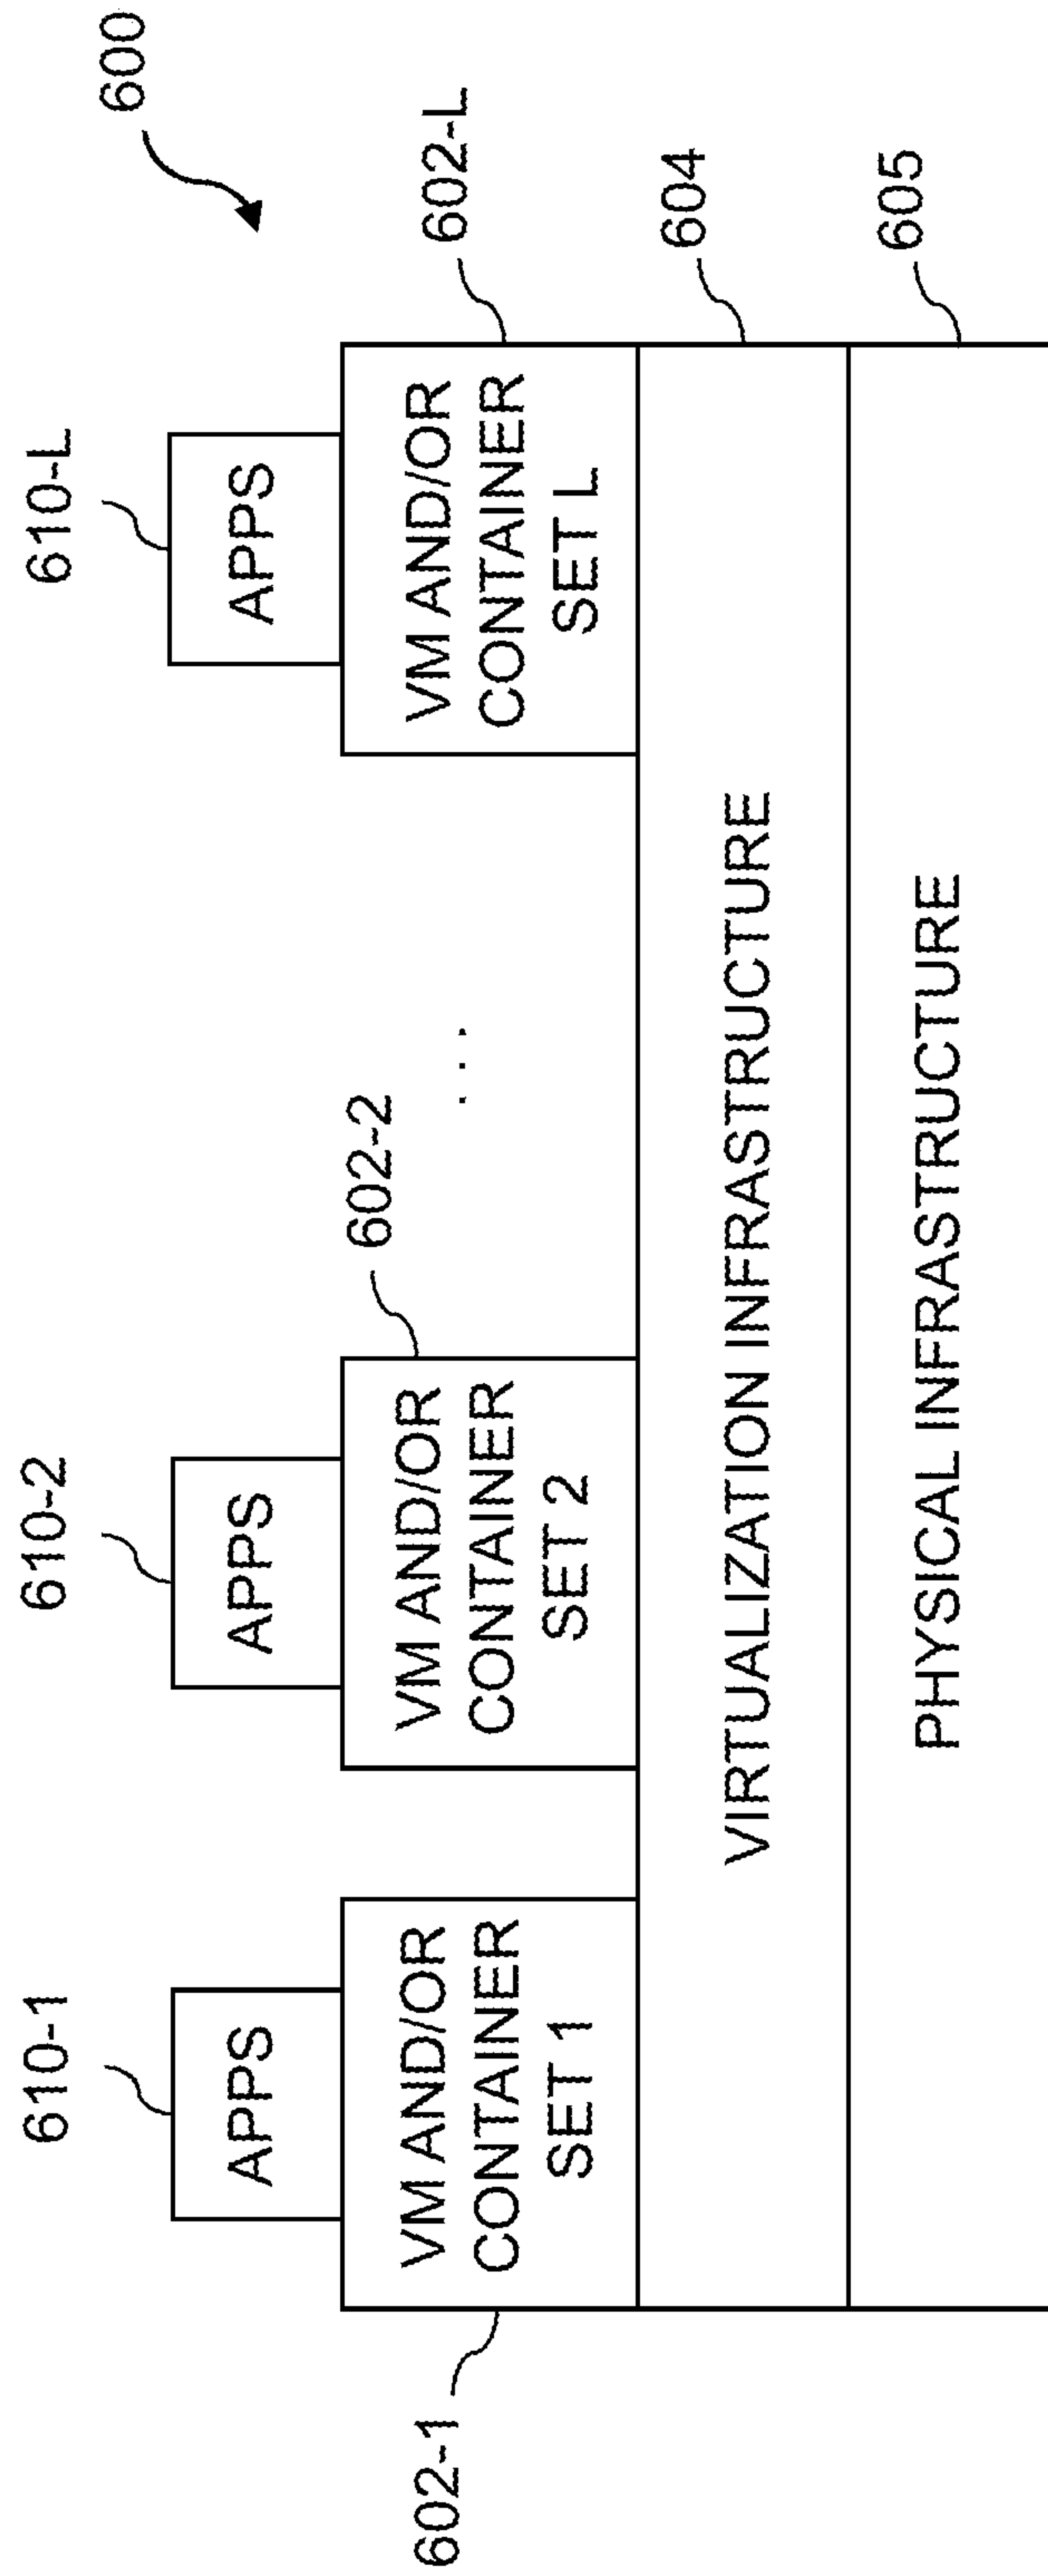 600
610-1
610-2
610-L
APPS
APPS
APPS
602-1
VM AND/OR
CONTAINER
SET 1
VM AND/OR
CONTAINER
SET 2
602-2
. . .
VM AND/OR
CONTAINER
SET L
602-L
VIRTUALIZATION INFRASTRUCTURE
604
PHYSICAL INFRASTRUCTURE
605